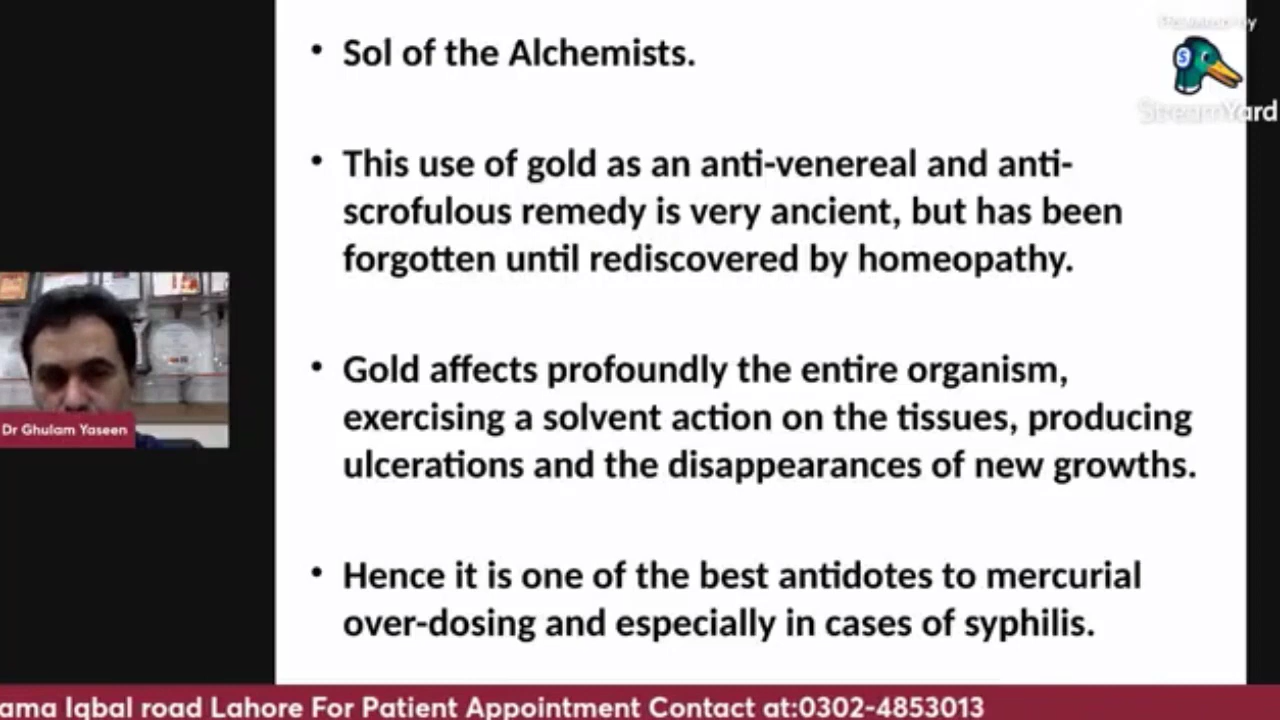 • Sol of the Alchemists.
• This use of gold as an anti-venereal and anti-
scrofulous remedy is very ancient, but has been
forgotten until rediscovered by homeopathy.
• Gold affects profoundly the entire organism,
exercising a solvent action on the tissues, producing
ulcerations and the disappearances of new growths.
• Hence it is one of the best antidotes to mercurial
over-dosing and especially in cases of syphilis.
Powered by
S
StreamYard
Dr Ghulam Yaseen
ama Iqbal road Lahore For Patient Appointment Contact at:0302-4853013